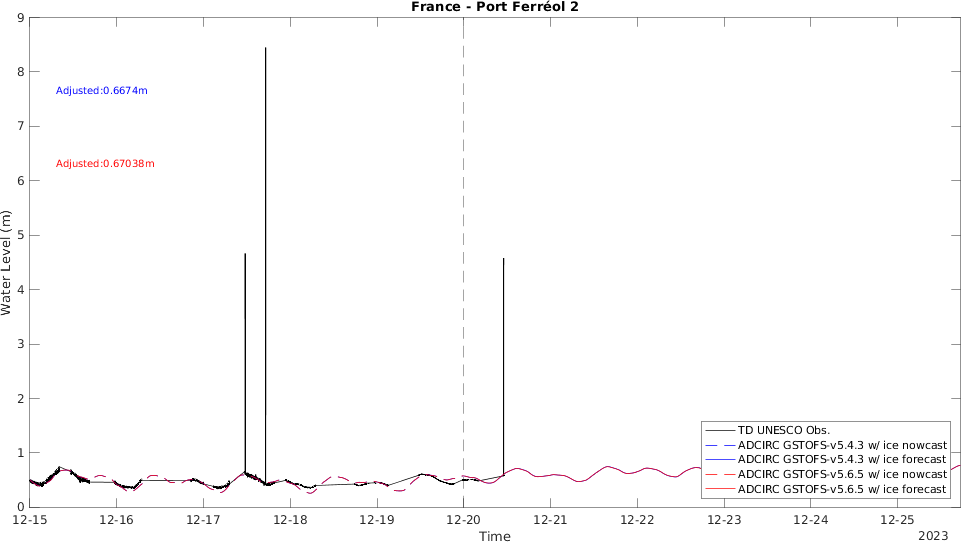 France - Port Ferréol 2
9
8
7
6
5
4
3
2
1
0
Water Level (m)
Adjusted:0.6674m
Adjusted:0.67038m
TD UNESCO Obs.
ADCIRC GSTOFS-v5.4.3 w/ ice nowcast
ADCIRC GSTOFS-v5.4.3 w/ ice forecast
ADCIRC GSTOFS-v5.6.5 w/ ice nowcast
ADCIRC GSTOFS-v5.6.5 w/ ice forecast
12-15 12-16 12-17 12-18 12-19 12-20 12-21 12-22 12-23 12-24 12-25
Time
2023